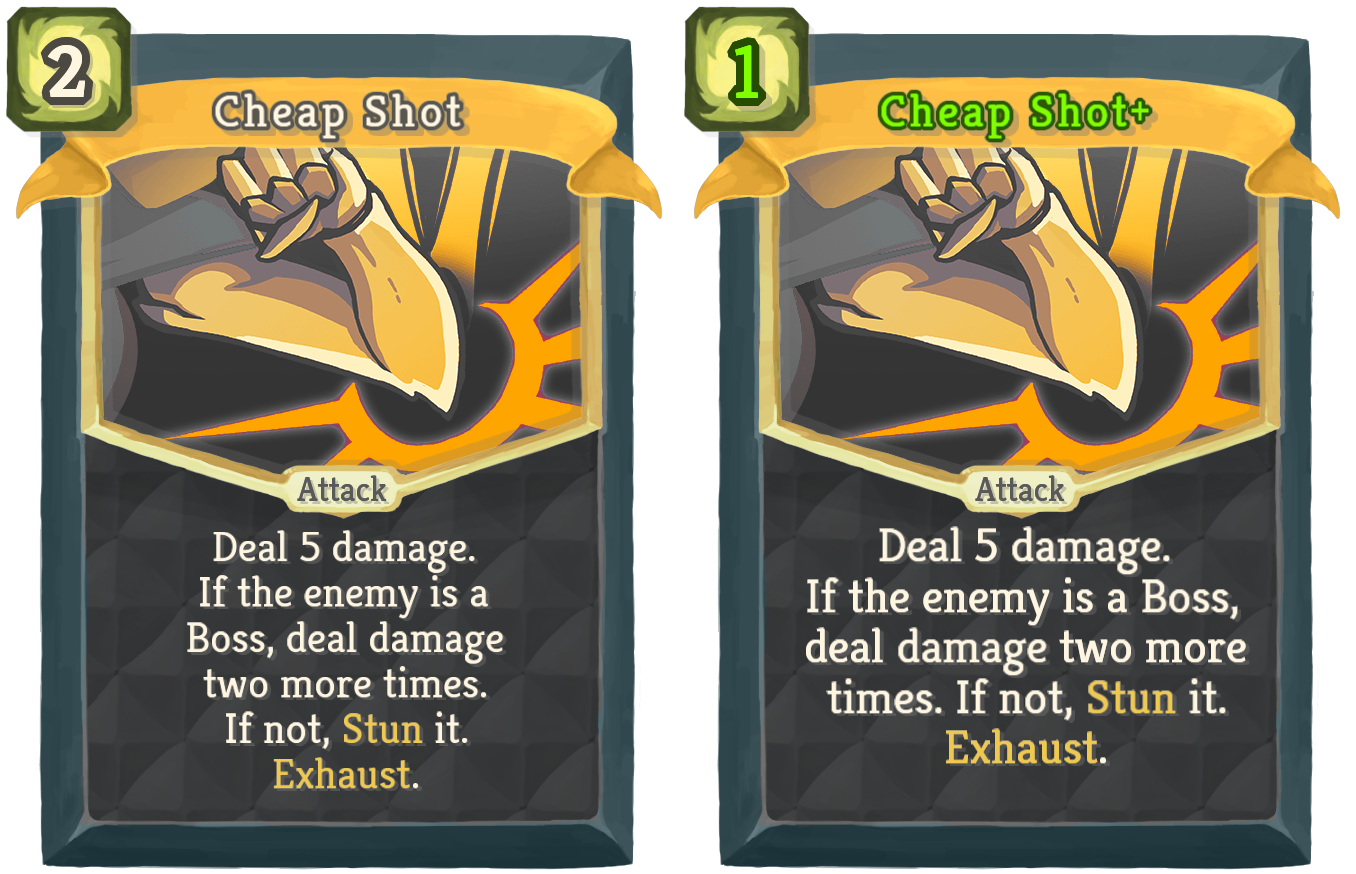 2
Cheap Shot
Attack
Deal 5 damage.
If the enemy is a
Boss, deal damage
two more times.
If not, Stun it.
Exhaust.
1
Cheap Shot+
Attack
Deal 5 damage.
If the enemy is a Boss,
deal damage two more
times. If not, Stun it.
Exhaust.